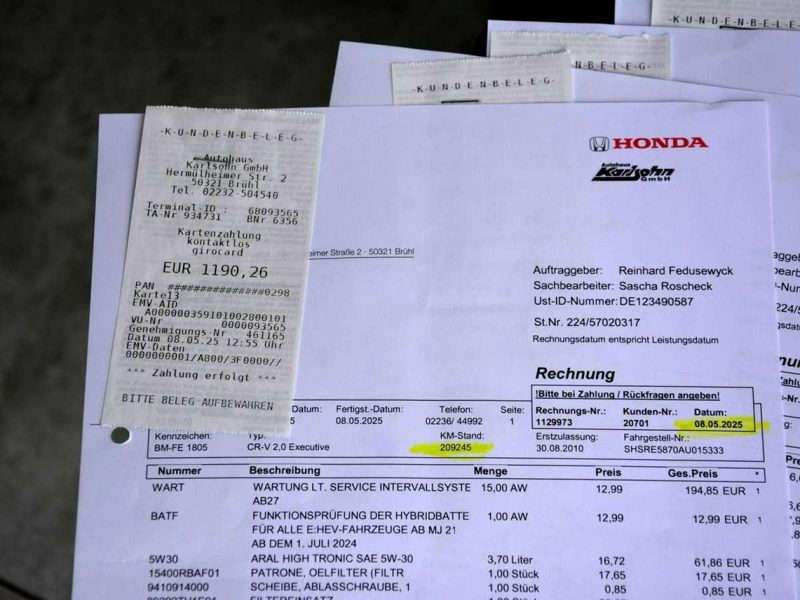 -K-U-N-D-E-N-B-E-L-E-G-
-K-U-N-D-E-N-B-E-L-E-G-
N-B-E-L-E-G-
-K-U-N-D-E-N-B-E-L-E-G-
Autohaus
Karlsohn GmbH
Hermülheimer Str. 2
50321 Brühl
Tel. 02232-504540
Terminal-ID : 68093565
TA-Nr 934731 BNr 6356
Kartenzahlung
kontaktlos
girocard
EUR 1190,26
PAN ###############0298
Karte13
EMV-AID
A0000003591010028001​01
VU-Nr 0000093565
Genehmigungs-Nr 461165
Datum 08.05.25 12:55 Uhr
EMV-Daten
0000000001/A800/3F0000//
*** Zahlung erfolgt ***
BITTE BELEG AUFBEWAHREN
HONDA
Autohaus
Karlsohn
GmbH
heimer Straße 2 - 50321 Brühl
Auftraggeber: Reinhard Fedusewyck
Sachbearbeiter: Sascha Roscheck
Ust-ID-Nummer: DE123490587
St.Nr. 224/57020317
Rechnungsdatum entspricht Leistungsdatum
Rechnung
!Bitte bei Zahlung / Rückfragen angeben!
Rechnungs-Nr.: Kunden-Nr.: Datum:
1129973 20701 08.05.2025
Datum: Fertigst.-Datum: Telefon: Seite:
08.05.2025 02236/ 44992 1
Kennzeichen: Typ: KM-Stand: Erstzulassung: Fahrgestell-Nr.:
BM-FE 1805 CR-V 2,0 Executive 209245 30.08.2010 SHSRE5870AU015333
Nummer Beschreibung Menge Preis Ges.Preis *
WART WARTUNG LT. SERVICE INTERVALLSYSTE 15,00 AW 12,99 194,85 EUR 1
AB27
BATF FUNKTIONSPRÜFUNG DER HYBRIDBATTE 1,00 AW 12,99 12,99 EUR 1
FÜR ALLE E:HEV-FAHRZEUGE AB MJ 21
AB DEM 1. JULI 2024
5W30 ARAL HIGH TRONIC SAE 5W-30 3,70 Liter 16,72 61,86 EUR 1
15400RBAF01 PATRONE, OELFILTER (FILTR 1,00 Stück 17,65 17,65 EUR 1
9410914000 SCHEIBE, ABLASSCHRAUBE, 1 1,00 Stück 0,85 0,85 EUR 1
FILTEREINSATZ